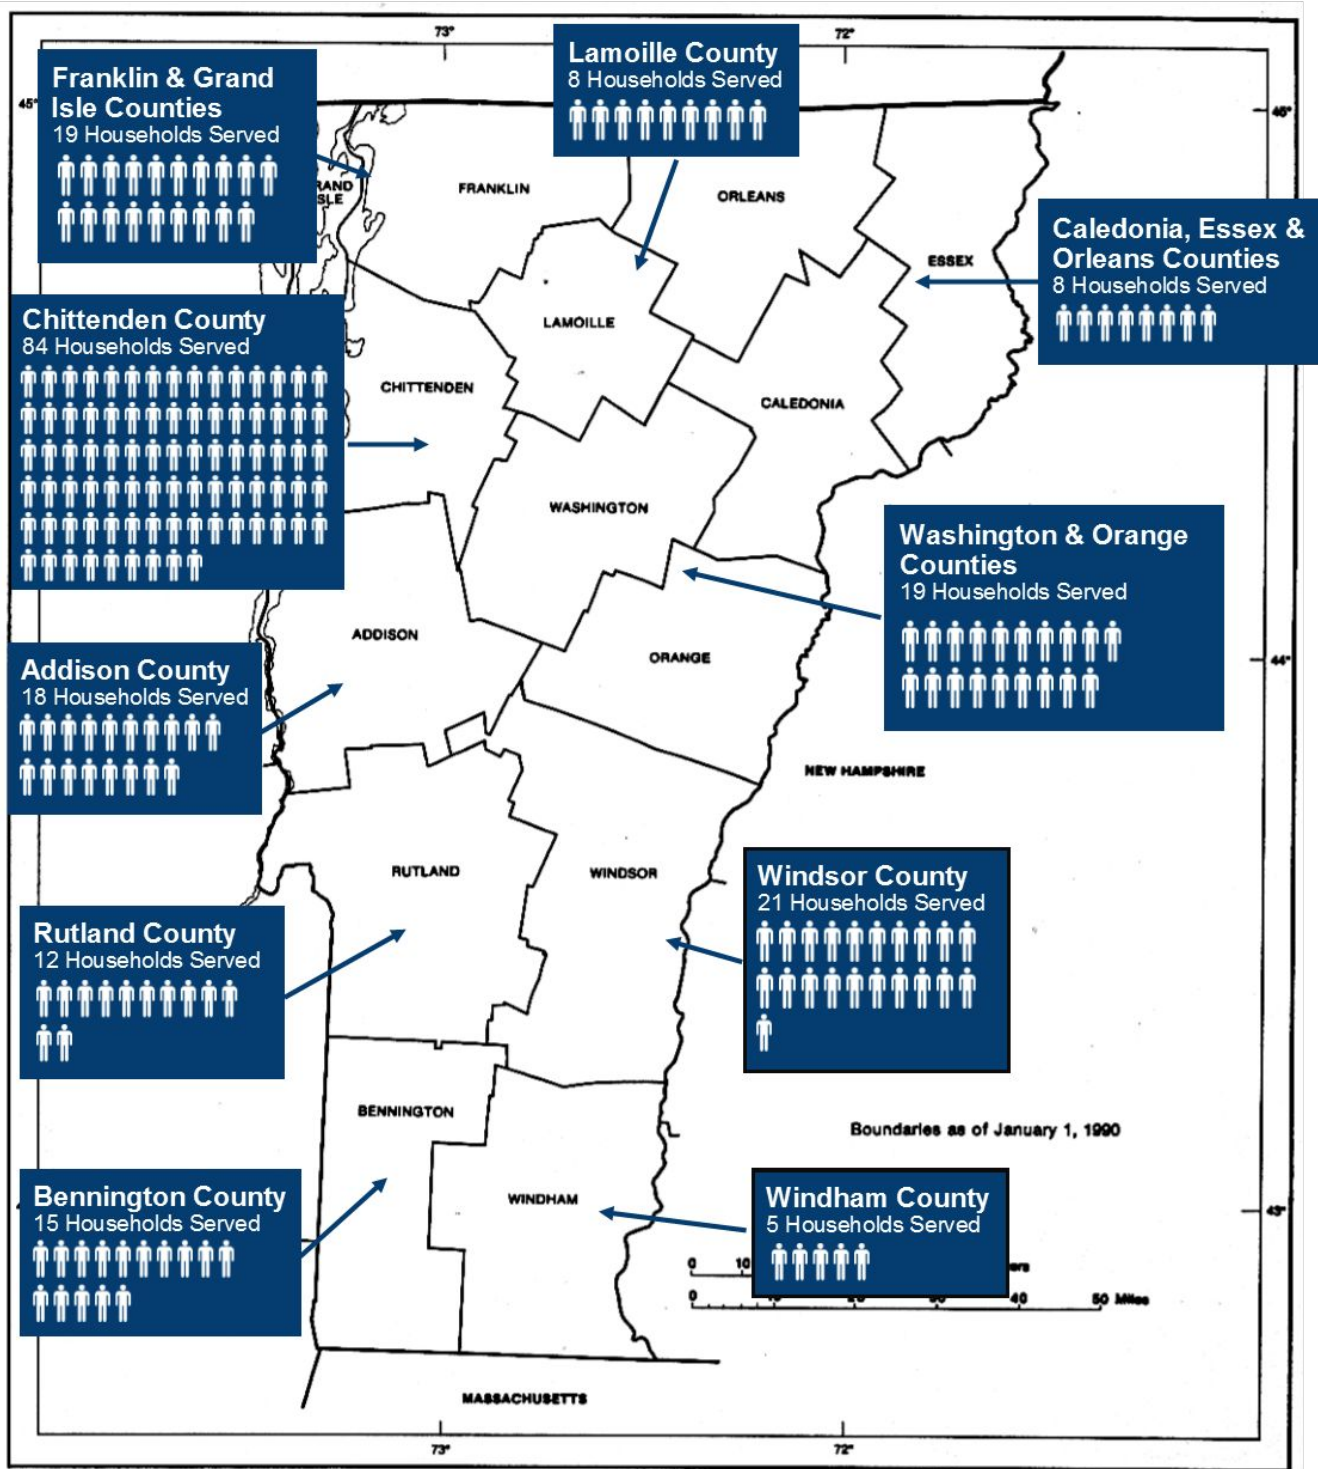 73°
72°
Franklin & Grand
Isle Counties
19 Households Served
Lamoille County
8 Households Served
45°
45°
FRANKLIN
ORLEANS
ESSEX
Caledonia, Essex &
Orleans Counties
8 Households Served
Chittenden County
84 Households Served
LAMOILLE
CHITTENDEN
CALEDONIA
WASHINGTON
Washington & Orange
Counties
19 Households Served
ADDISON
ORANGE
44°
Addison County
18 Households Served
NEW HAMPSHIRE
RUTLAND
WINDSOR
Windsor County
21 Households Served
Rutland County
12 Households Served
BENNINGTON
Boundaries as of January 1, 1990
Bennington County
15 Households Served
WINDHAM
Windham County
5 Households Served
43°
0 10
0 40 50 Miles
MASSACHUSETTS
73°
72°